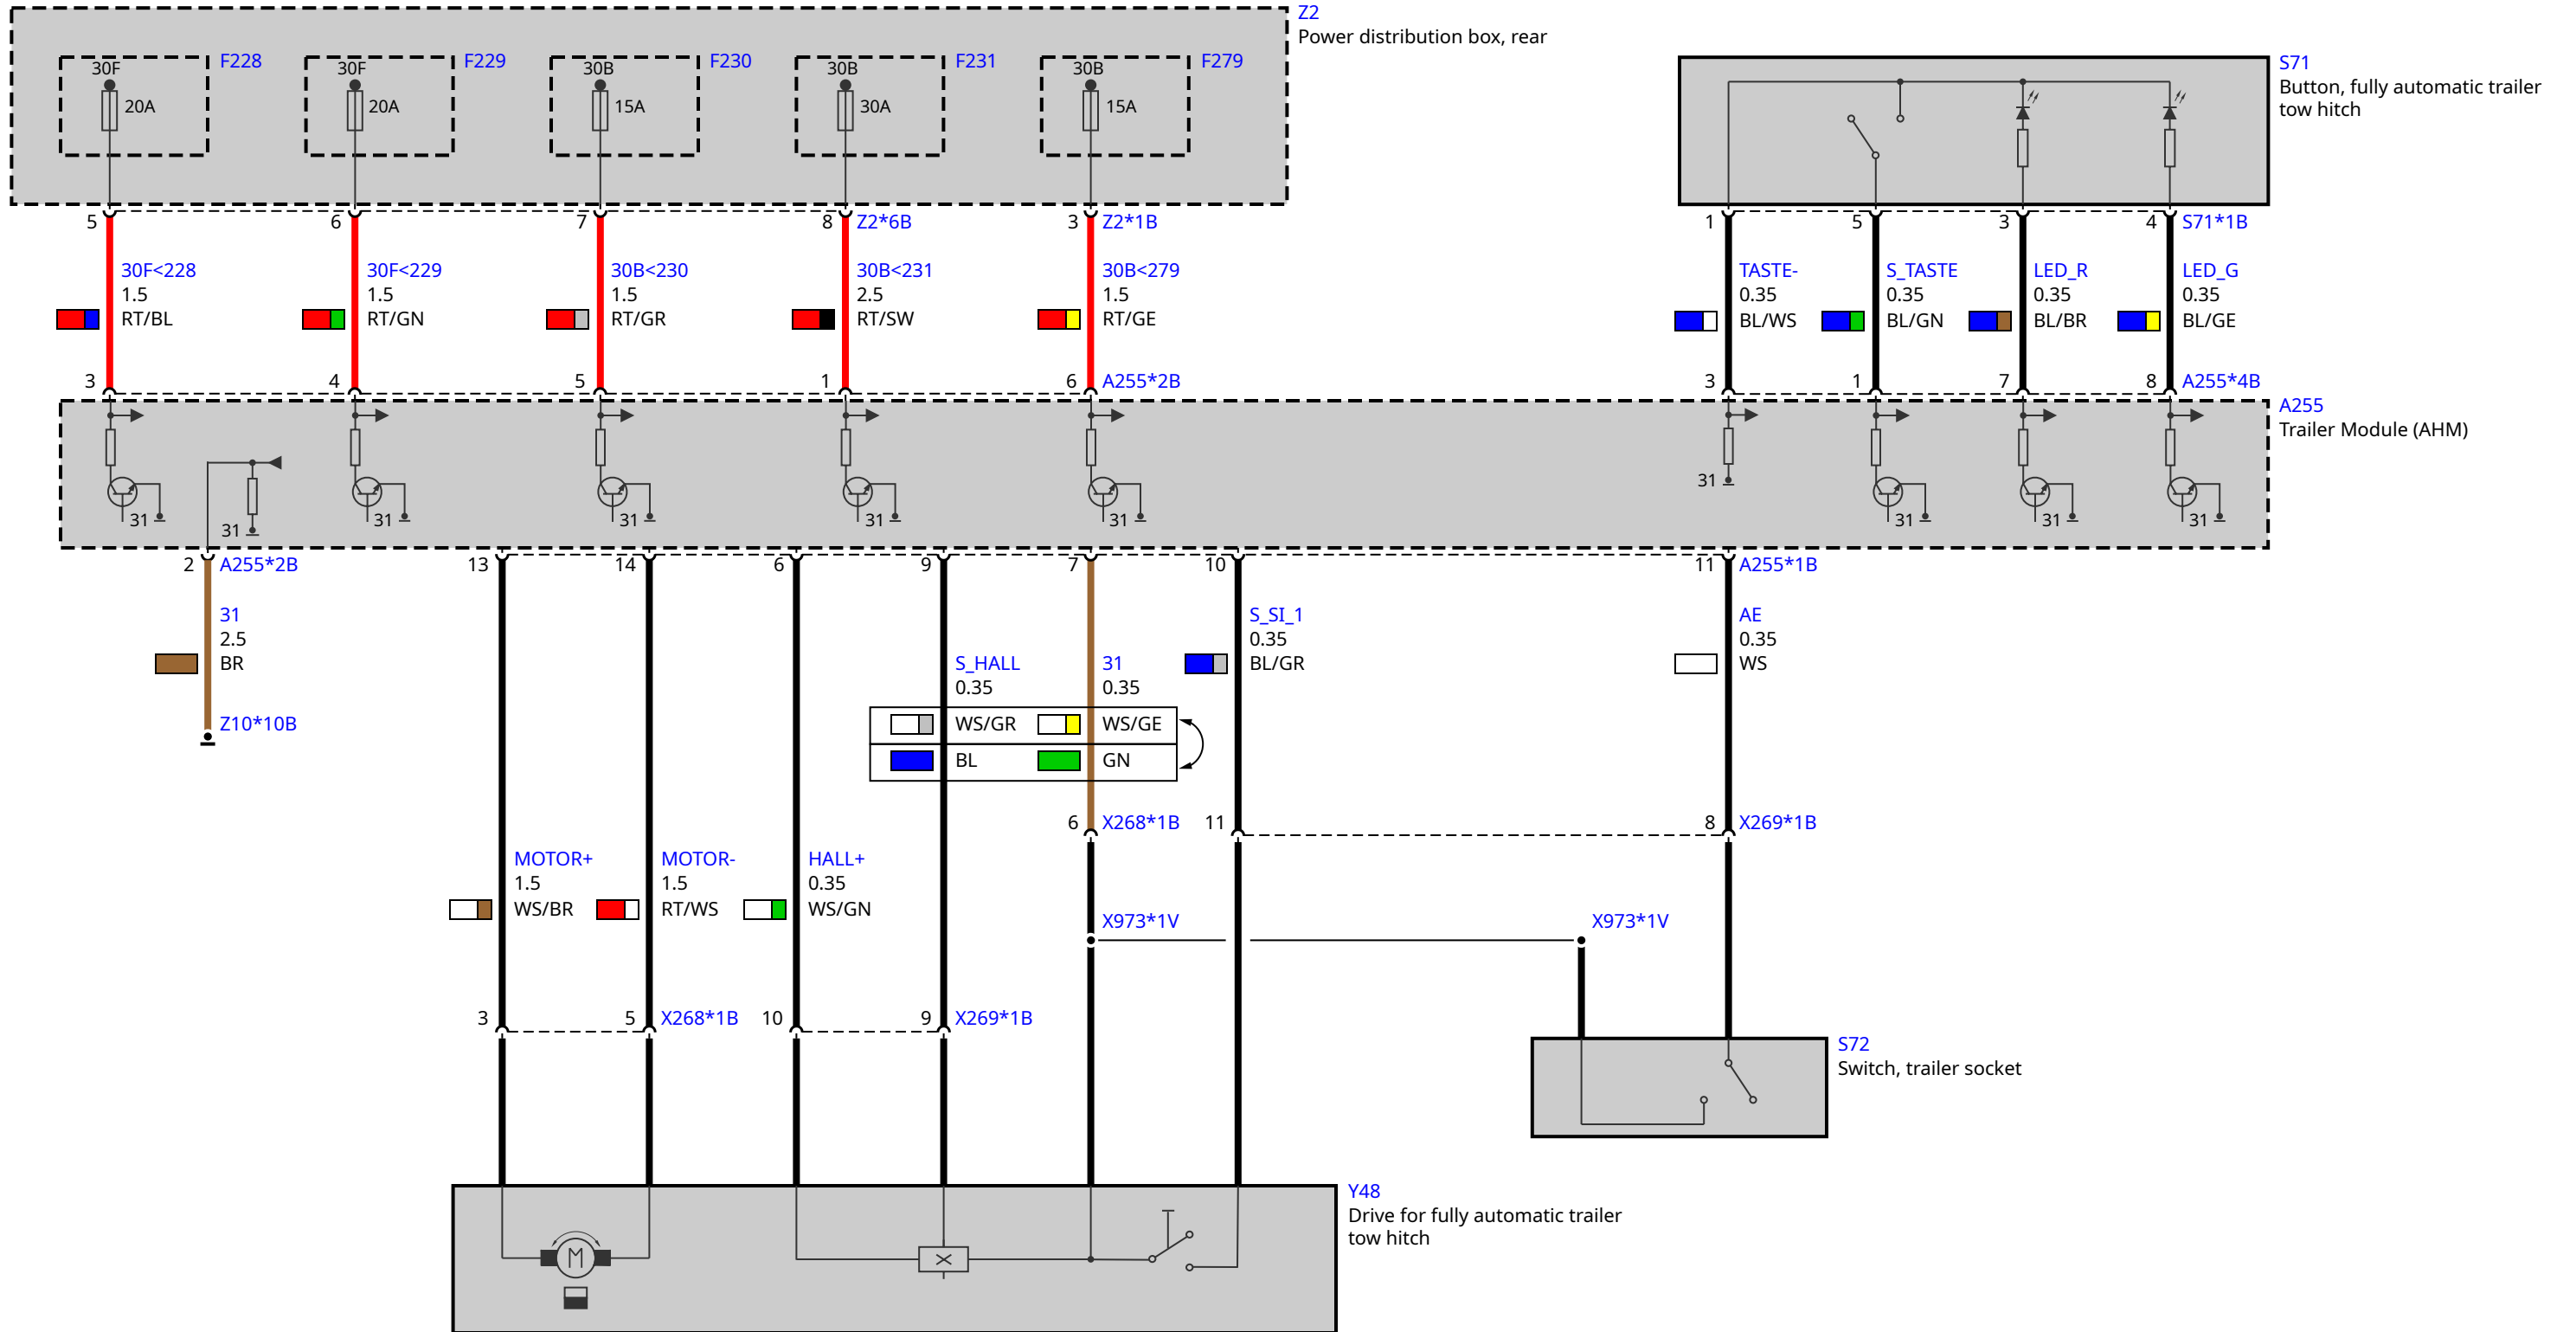 Z2
Power distribution box, rear
F228
F229
F230
F231
F279
30F
30F
30B
30B
30B
20A
20A
15A
30A
15A
S71
Button, fully automatic trailer
tow hitch
5
6
7
8
Z2*6B
3
Z2*1B
1
5
3
4
S71*1B
30F<228
1.5
RT/BL
30F<229
1.5
RT/GN
30B<230
1.5
RT/GR
30B<231
2.5
RT/SW
30B<279
1.5
RT/GE
TASTE-
0.35
BL/WS
S_TASTE
0.35
BL/GN
LED_R
0.35
BL/BR
LED_G
0.35
BL/GE
3
4
5
1
6
A255*2B
3
1
7
8
A255*4B
A255
Trailer Module (AHM)
31
31
31
31
31
31
31
31
31
31
2
A255*2B
13
14
6
9
7
10
11
A255*1B
31
2.5
BR
Z10*10B
S_HALL
0.35
31
0.35
WS/GR
WS/GE
BL
GN
S_SI_1
0.35
BL/GR
AE
0.35
WS
6
X268*1B
11
8
X269*1B
MOTOR+
1.5
WS/BR
MOTOR-
1.5
RT/WS
HALL+
0.35
WS/GN
X973*1V
X973*1V
3
5
X268*1B
10
9
X269*1B
S72
Switch, trailer socket
Y48
Drive for fully automatic trailer
tow hitch
M